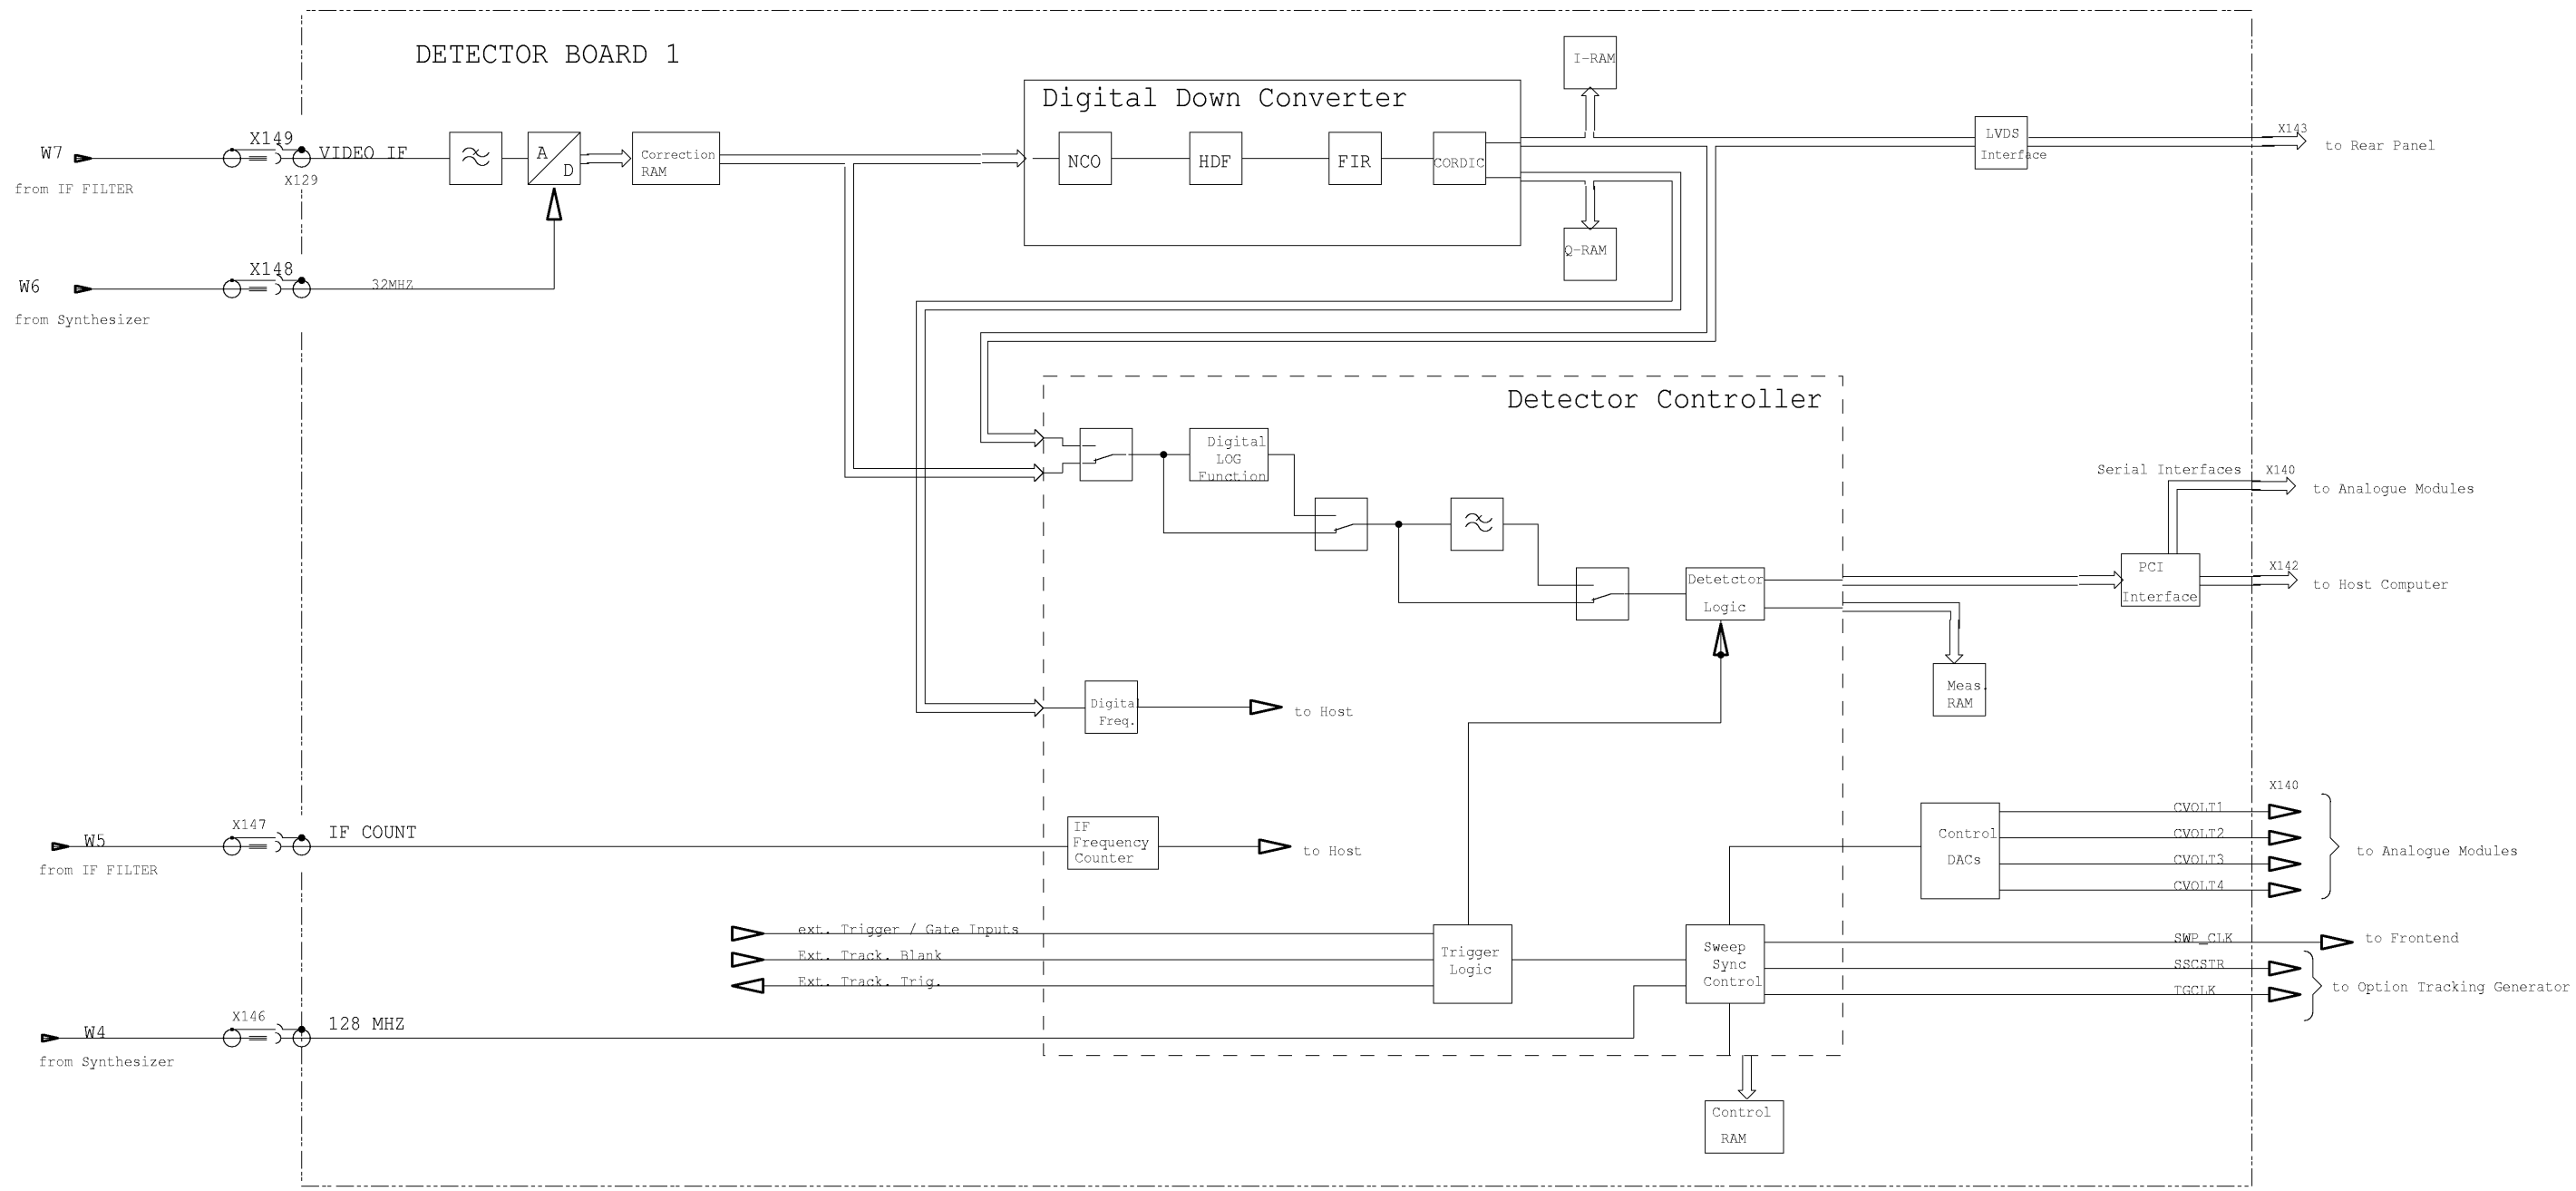 DETECTOR BOARD 1
I-RAM
Digital Down Converter
X149
W7
VIDEO IF
X129
from IF FILTER
A
D
Correction
RAM
NCO
HDF
FIR
CORDIC
LVDS
Interface
X143
to Rear Panel
Q-RAM
X148
W6
32MHZ
from Synthesizer
Detector Controller
Digital
LOG
Function
Serial Interfaces
X140
to Analogue Modules
Detetctor
Logic
PCI
Interface
X142
to Host Computer
Meas.
RAM
Digital
Freq.
to Host
X147
IF COUNT
W5
from IF FILTER
IF
Frequency
Counter
to Host
X140
CVOLT1
CVOLT2
CVOLT3
CVOLT4
Control
DACs
to Analogue Modules
ext. Trigger / Gate Inputs
Ext. Track. Blank
Ext. Track. Trig.
Trigger
Logic
Sweep
Sync
Control
SWP_CLK
to Frontend
SSCSTR
TGCLK
to Option Tracking Generator
X146
128 MHZ
W4
from Synthesizer
Control
RAM